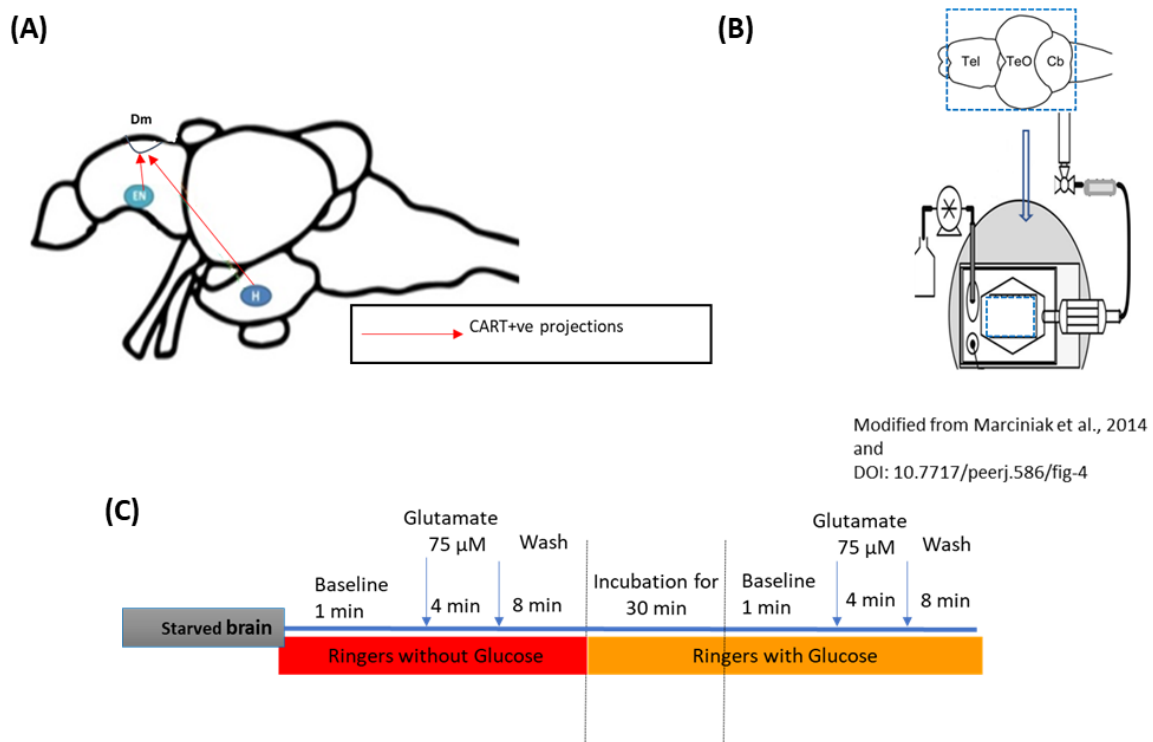 (A)
Dm
EN
H
CART+ve projections
(B)
Tel
TeO
Cb
Modified from Marciniak et al., 2014
and
DOI: 10.7717/peerj.586/fig-4
(C)
Glutamate
75 μM
Wash
Baseline
1 min
4 min
8 min
Incubation for
30 min
Glutamate
75 μM
Wash
Baseline
1 min
4 min
8 min
Starved brain
Ringers without Glucose
Ringers with Glucose